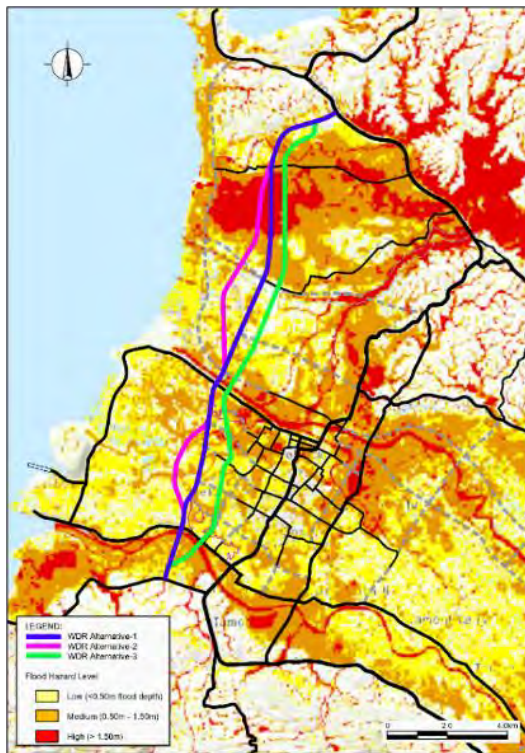 LEGEND:
WDR Alternative-1
WDR Alternative-2
WDR Alternative-3
Flood Hazard Level
Low (<0.50m flood depth)
Medium (0.50m - 1.50m)
High (> 1.50m)
Tamo
0
2.0
4.0km